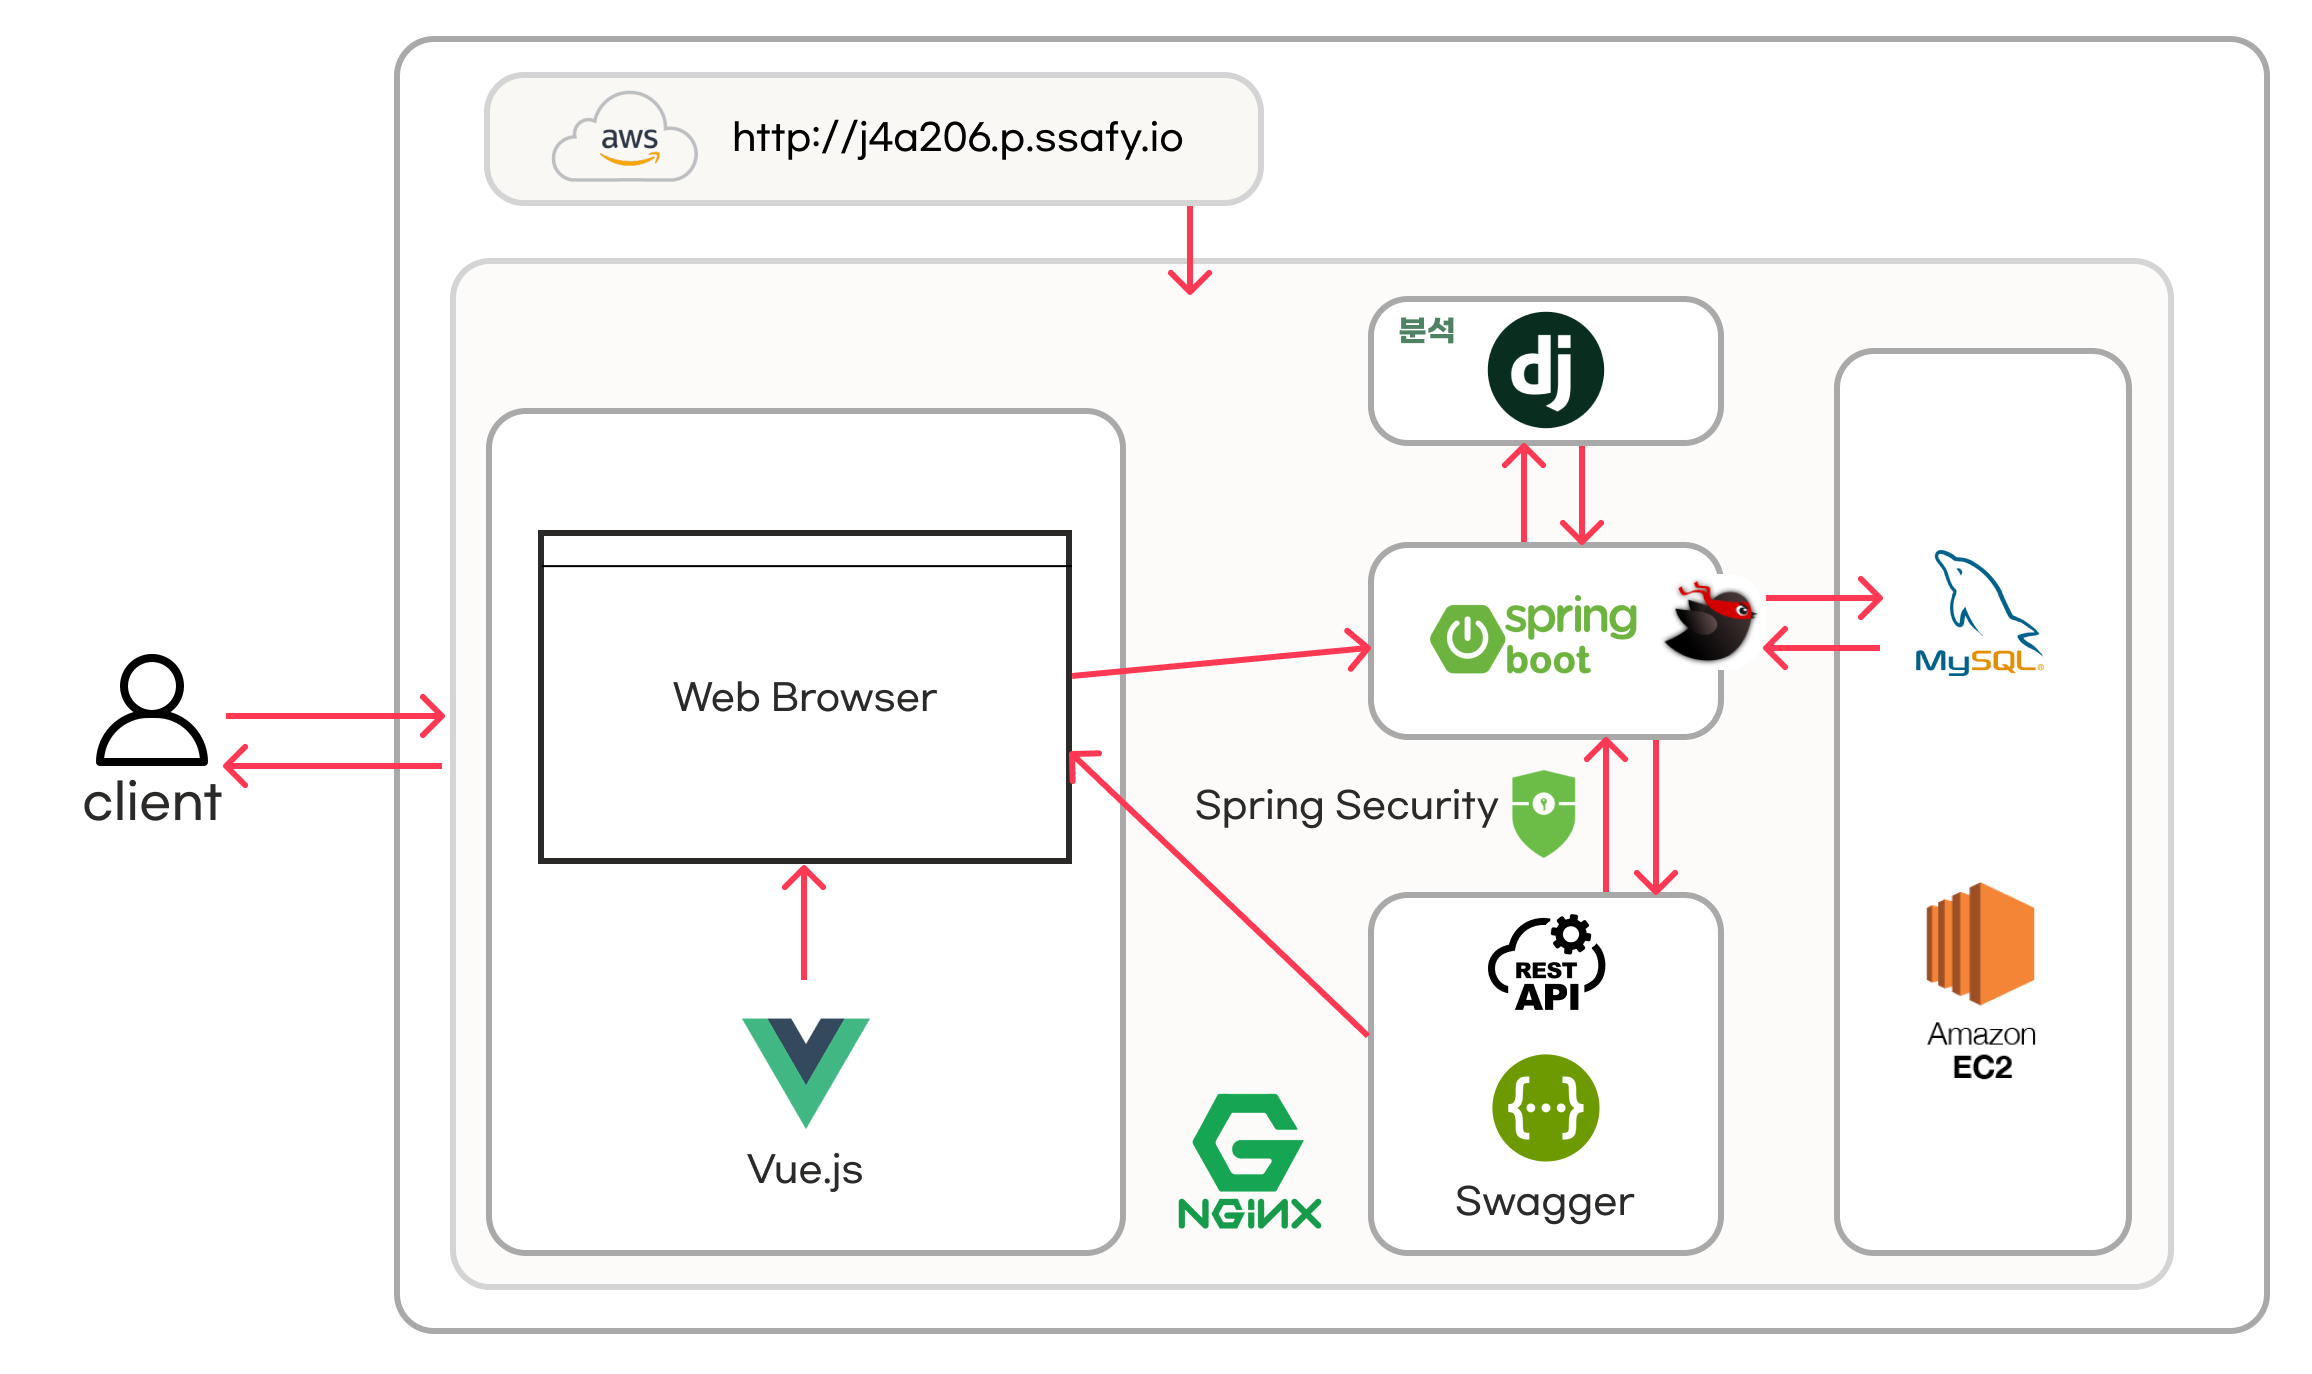 aws
http://j4a206.p.ssafy.io
분석
dj
spring
boot
MySQL®
Web Browser
client
Spring Security
REST
API
Amazon
EC2
Vue.js
{···}
Swagger
NGiNX